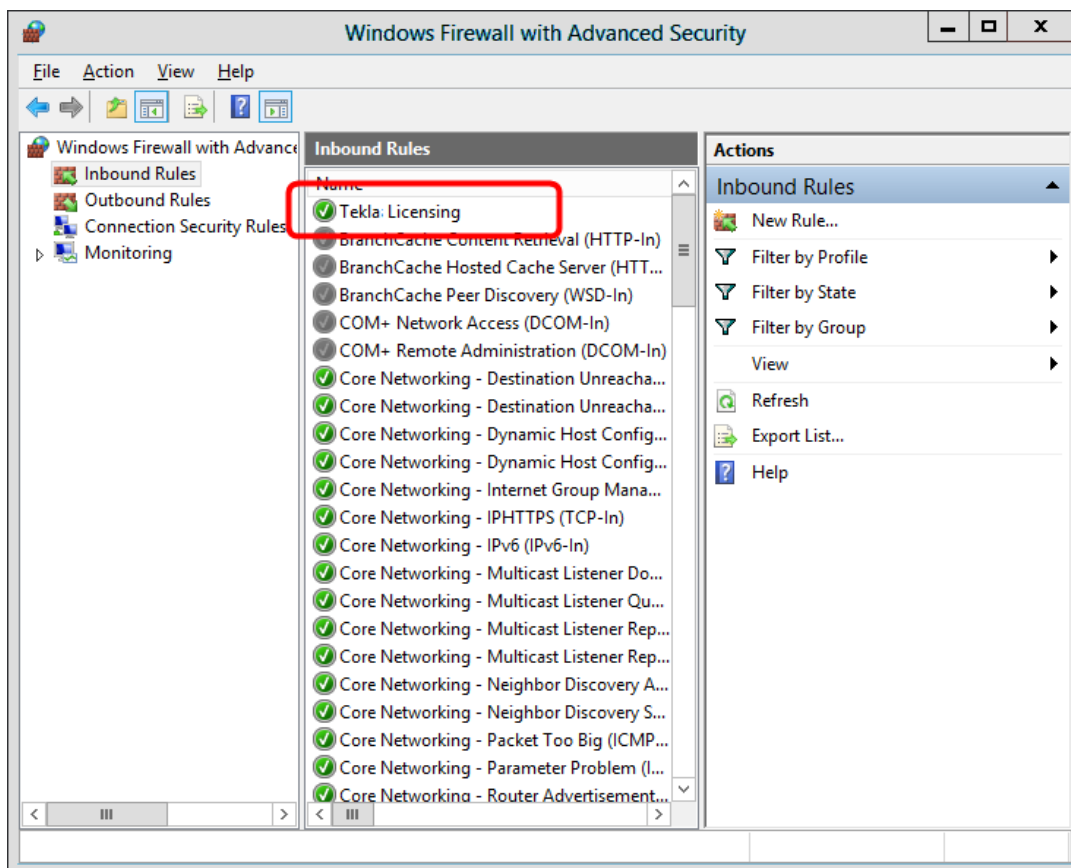 Windows Firewall with Advanced Security
File Action View Help
Windows Firewall with Advance
Inbound Rules
Outbound Rules
Connection Security Rules
Monitoring
Inbound Rules
Name
Tekla Licensing
BranchCache Content Retrieval (HTTP-In)
BranchCache Hosted Cache Server (HTT...
BranchCache Peer Discovery (WSD-In)
COM+ Network Access (DCOM-In)
COM+ Remote Administration (DCOM-In)
Core Networking - Destination Unreacha...
Core Networking - Destination Unreacha...
Core Networking - Dynamic Host Config...
Core Networking - Dynamic Host Config...
Core Networking - Internet Group Mana...
Core Networking - IPHTTPS (TCP-In)
Core Networking - IPv6 (IPv6-In)
Core Networking - Multicast Listener Do...
Core Networking - Multicast Listener Qu...
Core Networking - Multicast Listener Rep...
Core Networking - Multicast Listener Rep...
Core Networking - Neighbor Discovery A...
Core Networking - Neighbor Discovery S...
Core Networking - Packet Too Big (ICMP...
Core Networking - Parameter Problem (I...
Core Networking - Router Advertisement...
Actions
Inbound Rules
New Rule...
Filter by Profile
Filter by State
Filter by Group
View
Refresh
Export List...
Help